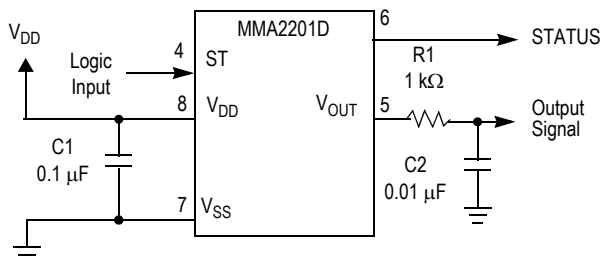 MMA2201D
V_DD
Logic
Input
4
ST
6
STATUS
R1
1 kΩ
8
V_DD
V_OUT
5
Output
Signal
C1
0.1 μF
C2
0.01 μF
7
V_SS